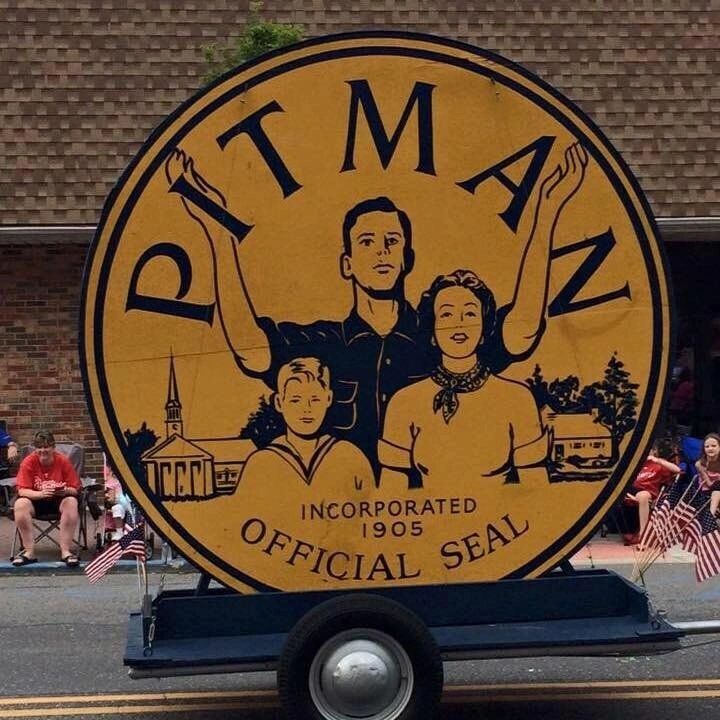 PITMAN
INCORPORATED
1905
OFFICIAL SEAL